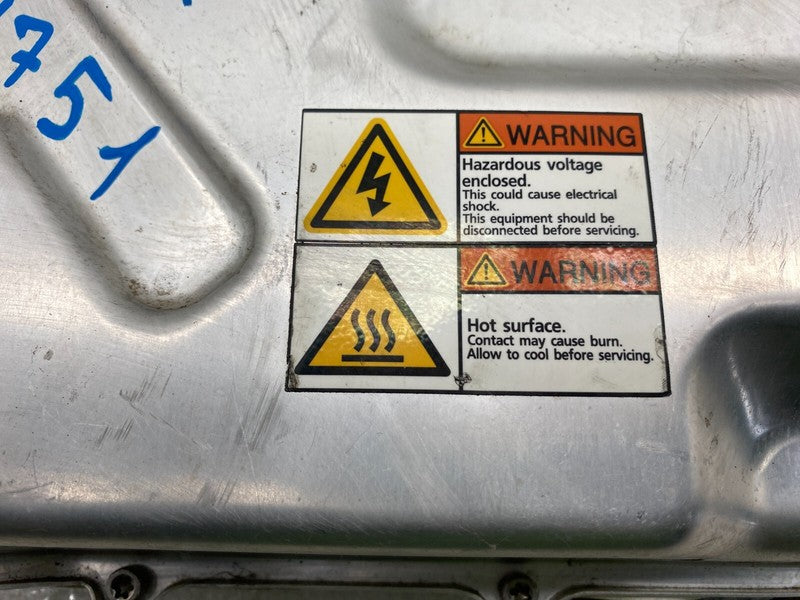 751
WARNING
Hazardous voltage
enclosed.
This could cause electrical
shock.
This equipment should be
disconnected before servicing.
WARNING
Hot surface.
Contact may cause burn.
Allow to cool before servicing.